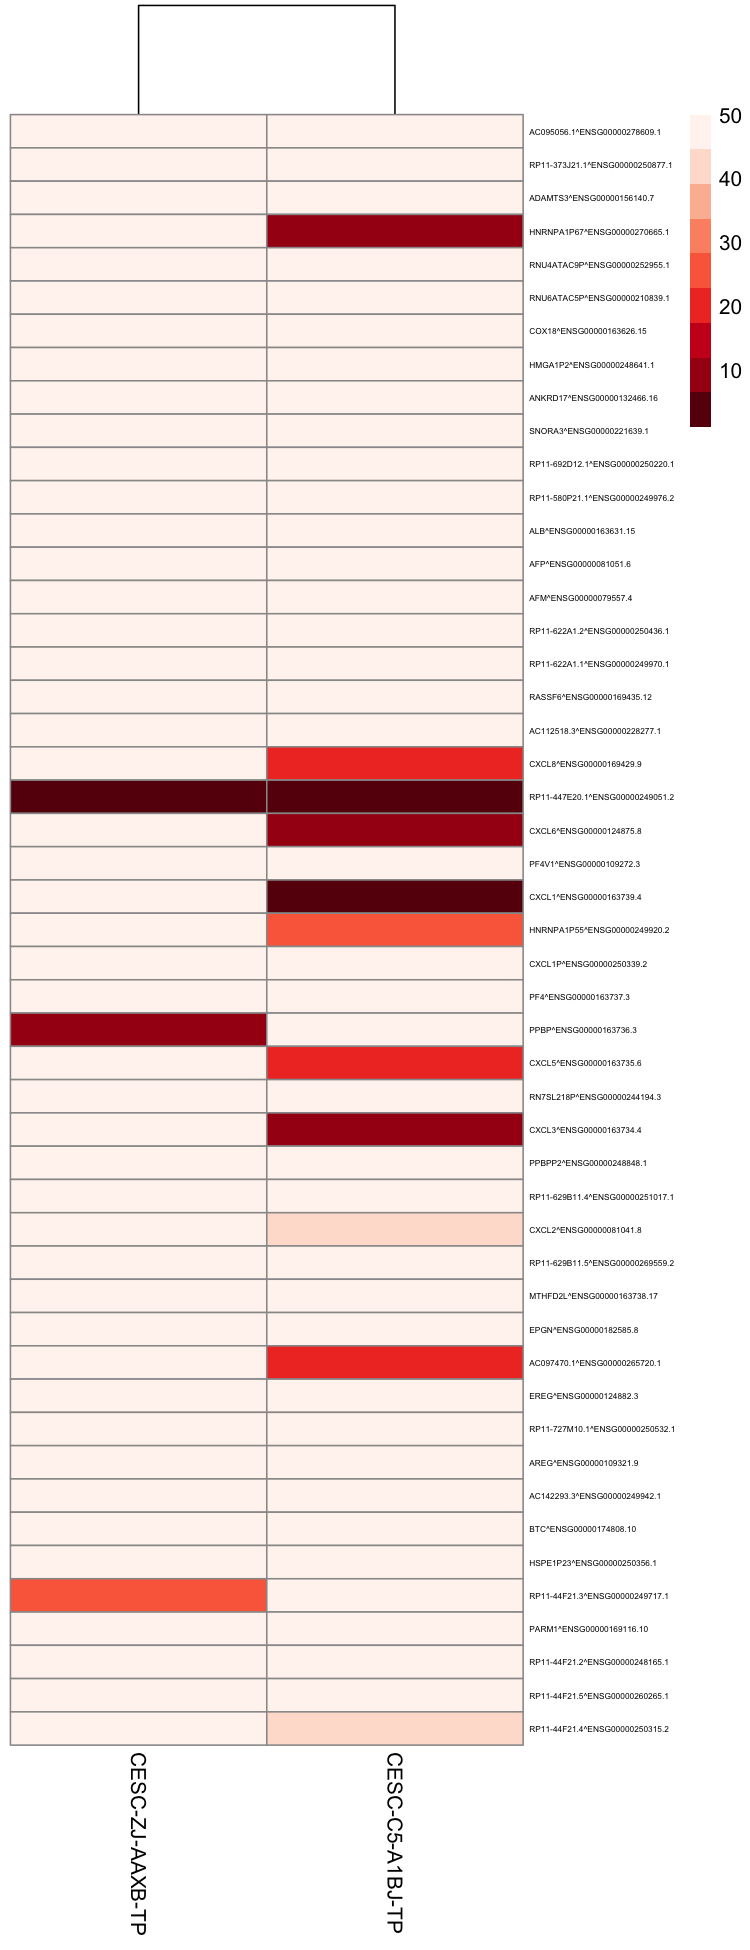 50
40
30
20
10
AC095056.1^ENSG00000278609.1
RP11-373J21.1^ENSG00000250877.1
ADAMTS3^ENSG00000156140.7
HNRNPA1P67^ENSG00000270665.1
RNU4ATAC9P^ENSG00000252955.1
RNU6ATAC5P^ENSG00000210839.1
COX18^ENSG00000163626.15
HMGA1P2^ENSG00000248641.1
ANKRD17^ENSG00000132466.16
SNORA3^ENSG00000221639.1
RP11-692D12.1^ENSG00000250220.1
RP11-580P21.1^ENSG00000249976.2
ALB^ENSG00000163631.15
AFP^ENSG00000081051.6
AFM^ENSG00000079557.4
RP11-622A1.2^ENSG00000250436.1
RP11-622A1.1^ENSG00000249970.1
RASSF6^ENSG00000169435.12
AC112518.3^ENSG00000228277.1
CXCL8^ENSG00000169429.9
RP11-447E20.1^ENSG00000249051.2
CXCL6^ENSG00000124875.8
PF4V1^ENSG00000109272.3
CXCL1^ENSG00000163739.4
HNRNPA1P55^ENSG00000249920.2
CXCL1P^ENSG00000250339.2
PF4^ENSG00000163737.3
PPBP^ENSG00000163736.3
CXCL5^ENSG00000163735.6
RN7SL218P^ENSG00000244194.3
CXCL3^ENSG00000163734.4
PPBPP2^ENSG00000248848.1
RP11-629B11.4^ENSG00000251017.1
CXCL2^ENSG00000081041.8
RP11-629B11.5^ENSG00000269559.2
MTHFD2L^ENSG00000163738.17
EPGN^ENSG00000182585.8
AC097470.1^ENSG00000265720.1
EREG^ENSG00000124882.3
RP11-727M10.1^ENSG00000250532.1
AREG^ENSG00000109321.9
AC142293.3^ENSG00000249942.1
BTC^ENSG00000174808.10
HSPE1P23^ENSG00000250356.1
RP11-44F21.3^ENSG00000249717.1
PARM1^ENSG00000169116.10
RP11-44F21.2^ENSG00000248165.1
RP11-44F21.5^ENSG00000260265.1
RP11-44F21.4^ENSG00000250315.2
CESC-ZJ-AAXB-TP
CESC-C5-A1BJ-TP